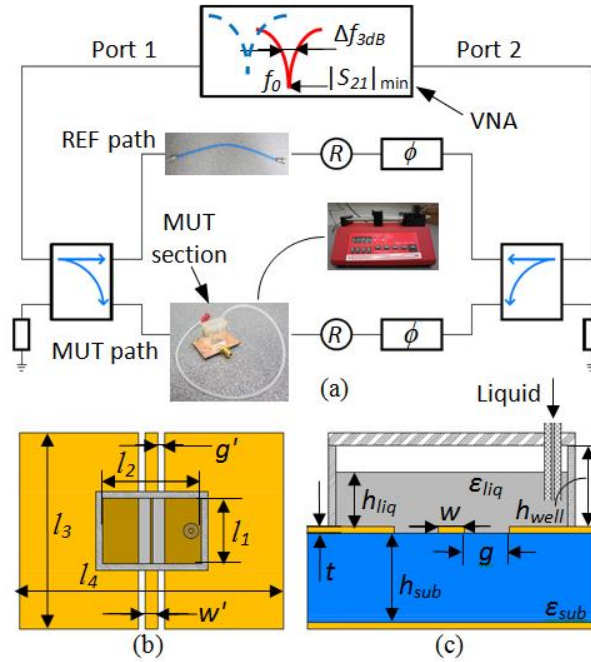 Port 1
Δf3dB
Port 2
f0
|S21|min
VNA
REF path
R
ϕ
MUT
section
MUT path
R
ϕ
(a)
Liquid
g'
l2
l3
l1
l4
w'
(b)
εliq
hliq
w
hwell
t
g
hsub
εsub
(c)